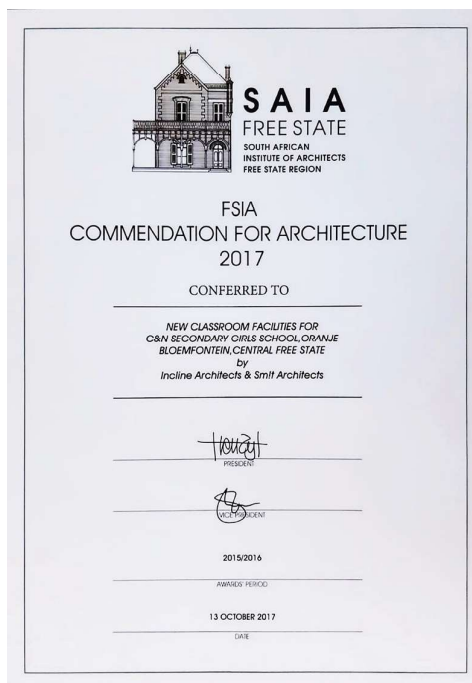 SAIA
FREE STATE
SOUTH AFRICAN
INSTITUTE OF ARCHITECTS
FREE STATE REGION
FSIA
COMMENDATION FOR ARCHITECTURE
2017
CONFERRED TO
NEW CLASSROOM FACILITIES FOR
C&N SECONDARY GIRLS SCHOOL, ORANJE
BLOEMFONTEIN, CENTRAL FREE STATE
by
Incline Architects & Smit Architects
PRESIDENT
VICE PRESIDENT
2015/2016
AWARDS' PERIOD
13 OCTOBER 2017
DATE